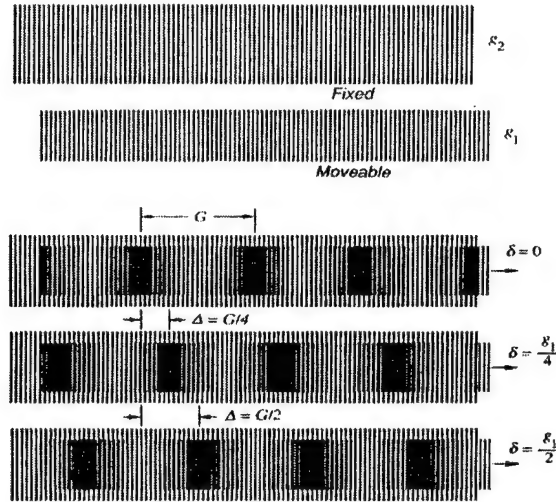 g₂
Fixed
g₁
Moveable
G
δ = 0
Δ = G/4
δ = g₁/4
Δ = G/2
δ = g₁/2